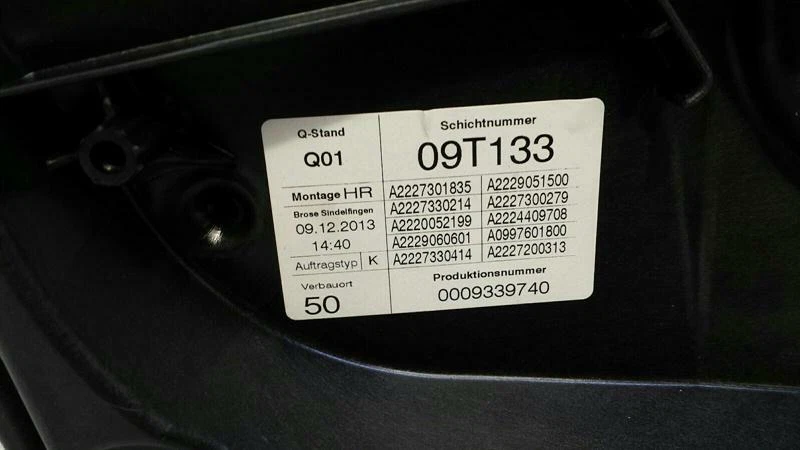 Q-Stand
Q01
Schichtnummer
09T133
Montage HR
Brose Sindelfingen
09.12.2013
14:40
Auftragstyp K
A2227301835 A2229051500
A2227330214 A2227300279
A2220052199 A2224409708
A2229060601 A0997601800
A2227330414 A2227200313
Verbauort
50
Produktionsnummer
0009339740